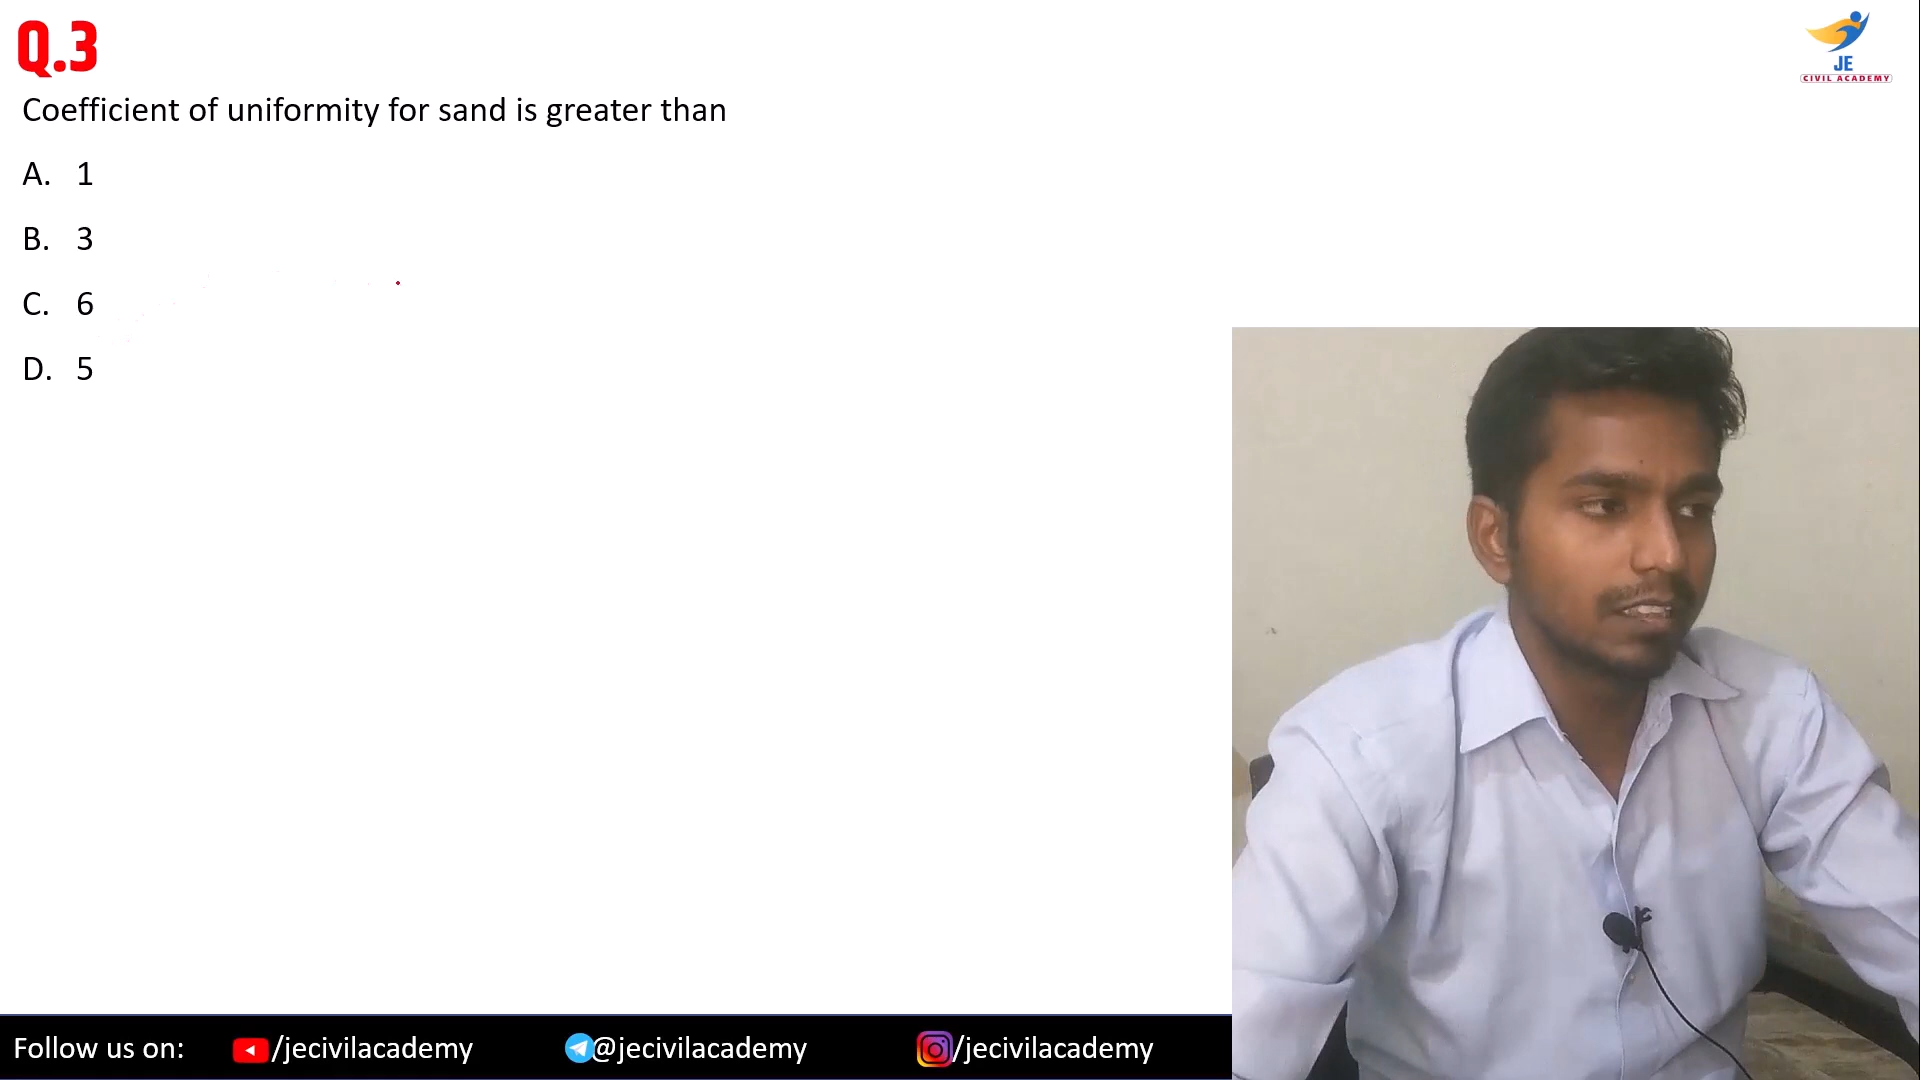 Q.3
JE
CIVIL ACADEMY
Coefficient of uniformity for sand is greater than
A. 1
B. 3
C. 6
D. 5
Follow us on: /jecivilacademy @jecivilacademy /jecivilacademy